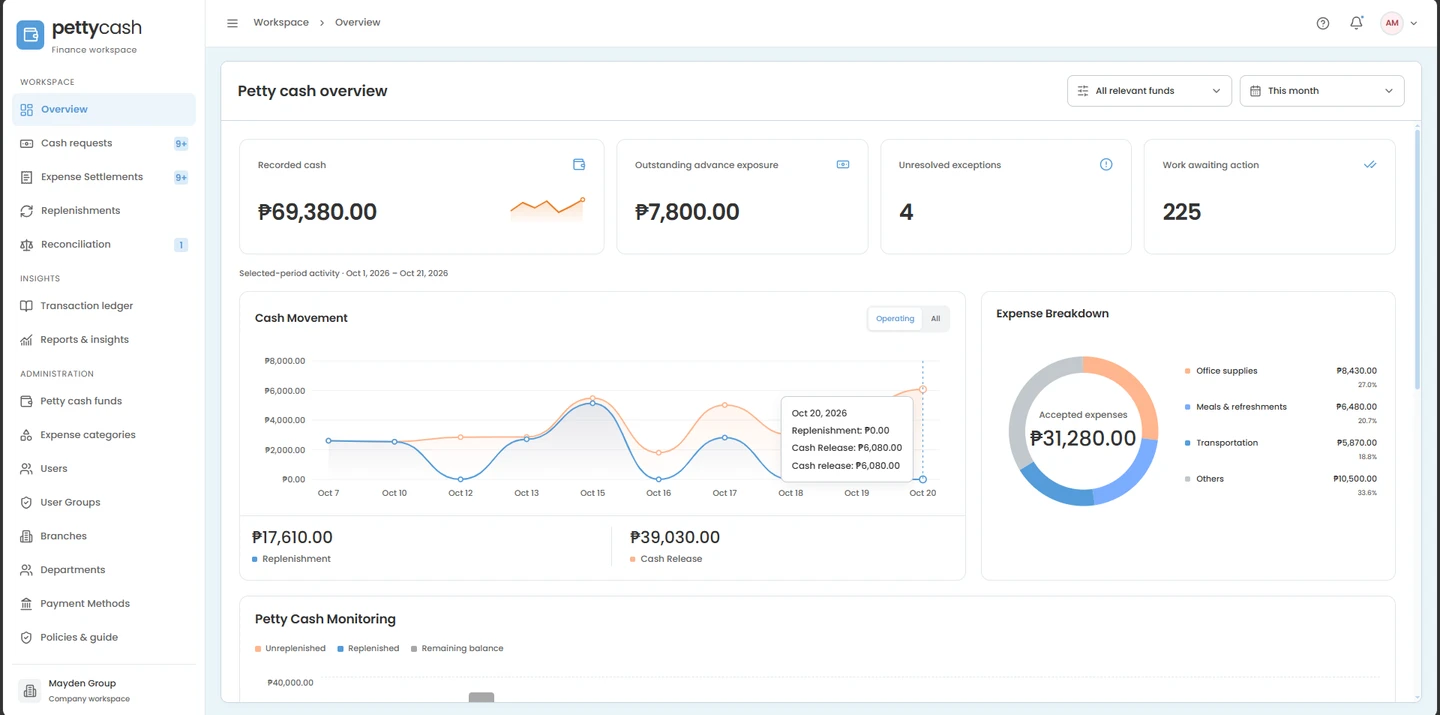 pettycash
Finance workspace
WORKSPACE
Overview
Cash requests 9+
Expense Settlements 9+
Replenishments
Reconciliation 1
INSIGHTS
Transaction ledger
Reports & insights
ADMINISTRATION
Petty cash funds
Expense categories
Users
User Groups
Branches
Departments
Payment Methods
Policies & guide
Mayden Group
Company workspace
Workspace > Overview
AM
Petty cash overview
All relevant funds
This month
Recorded cash
₱69,380.00
Outstanding advance exposure
₱7,800.00
Unresolved exceptions
4
Work awaiting action
225
Selected-period activity · Oct 1, 2026 – Oct 21, 2026
Cash Movement
Operating All
₱8,000.00
₱6,000.00
₱4,000.00
₱2,000.00
₱0.00
Oct 7 Oct 10 Oct 12 Oct 13 Oct 15 Oct 16 Oct 17 Oct 18 Oct 19 Oct 20
Oct 20, 2026
Replenishment: ₱0.00
Cash Release: ₱6,080.00
Cash release: ₱6,080.00
₱17,610.00
Replenishment
₱39,030.00
Cash Release
Expense Breakdown
Accepted expenses
₱31,280.00
Office supplies ₱8,430.00
27.0%
Meals & refreshments ₱6,480.00
20.7%
Transportation ₱5,870.00
18.8%
Others ₱10,500.00
33.6%
Petty Cash Monitoring
Unreplenished Replenished Remaining balance
₱40,000.00